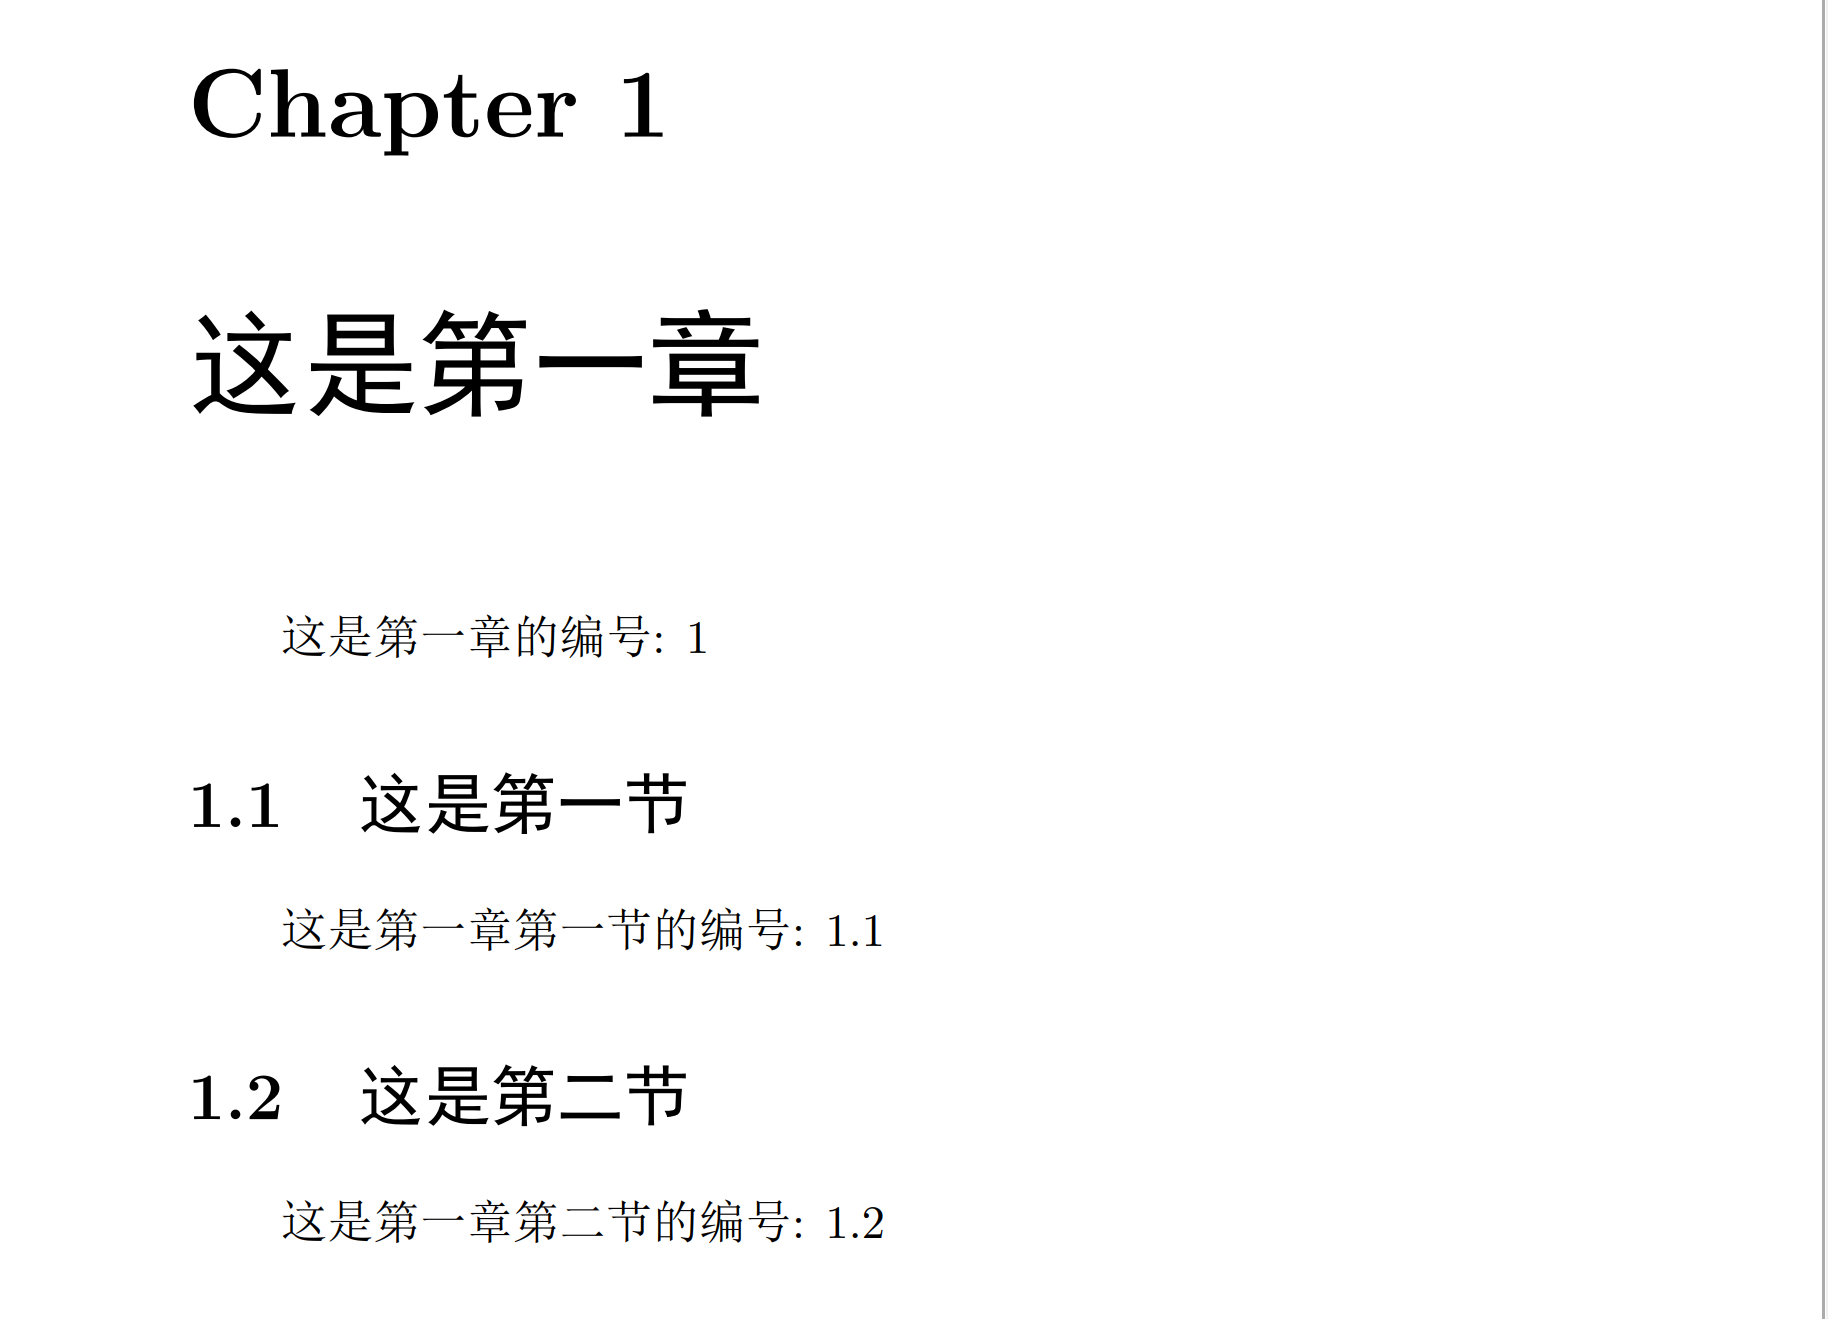 Chapter 1
这是第一章
这是第一章的编号: 1
1.1 这是第一节
这是第一章第一节的编号: 1.1
1.2 这是第二节
这是第一章第二节的编号: 1.2